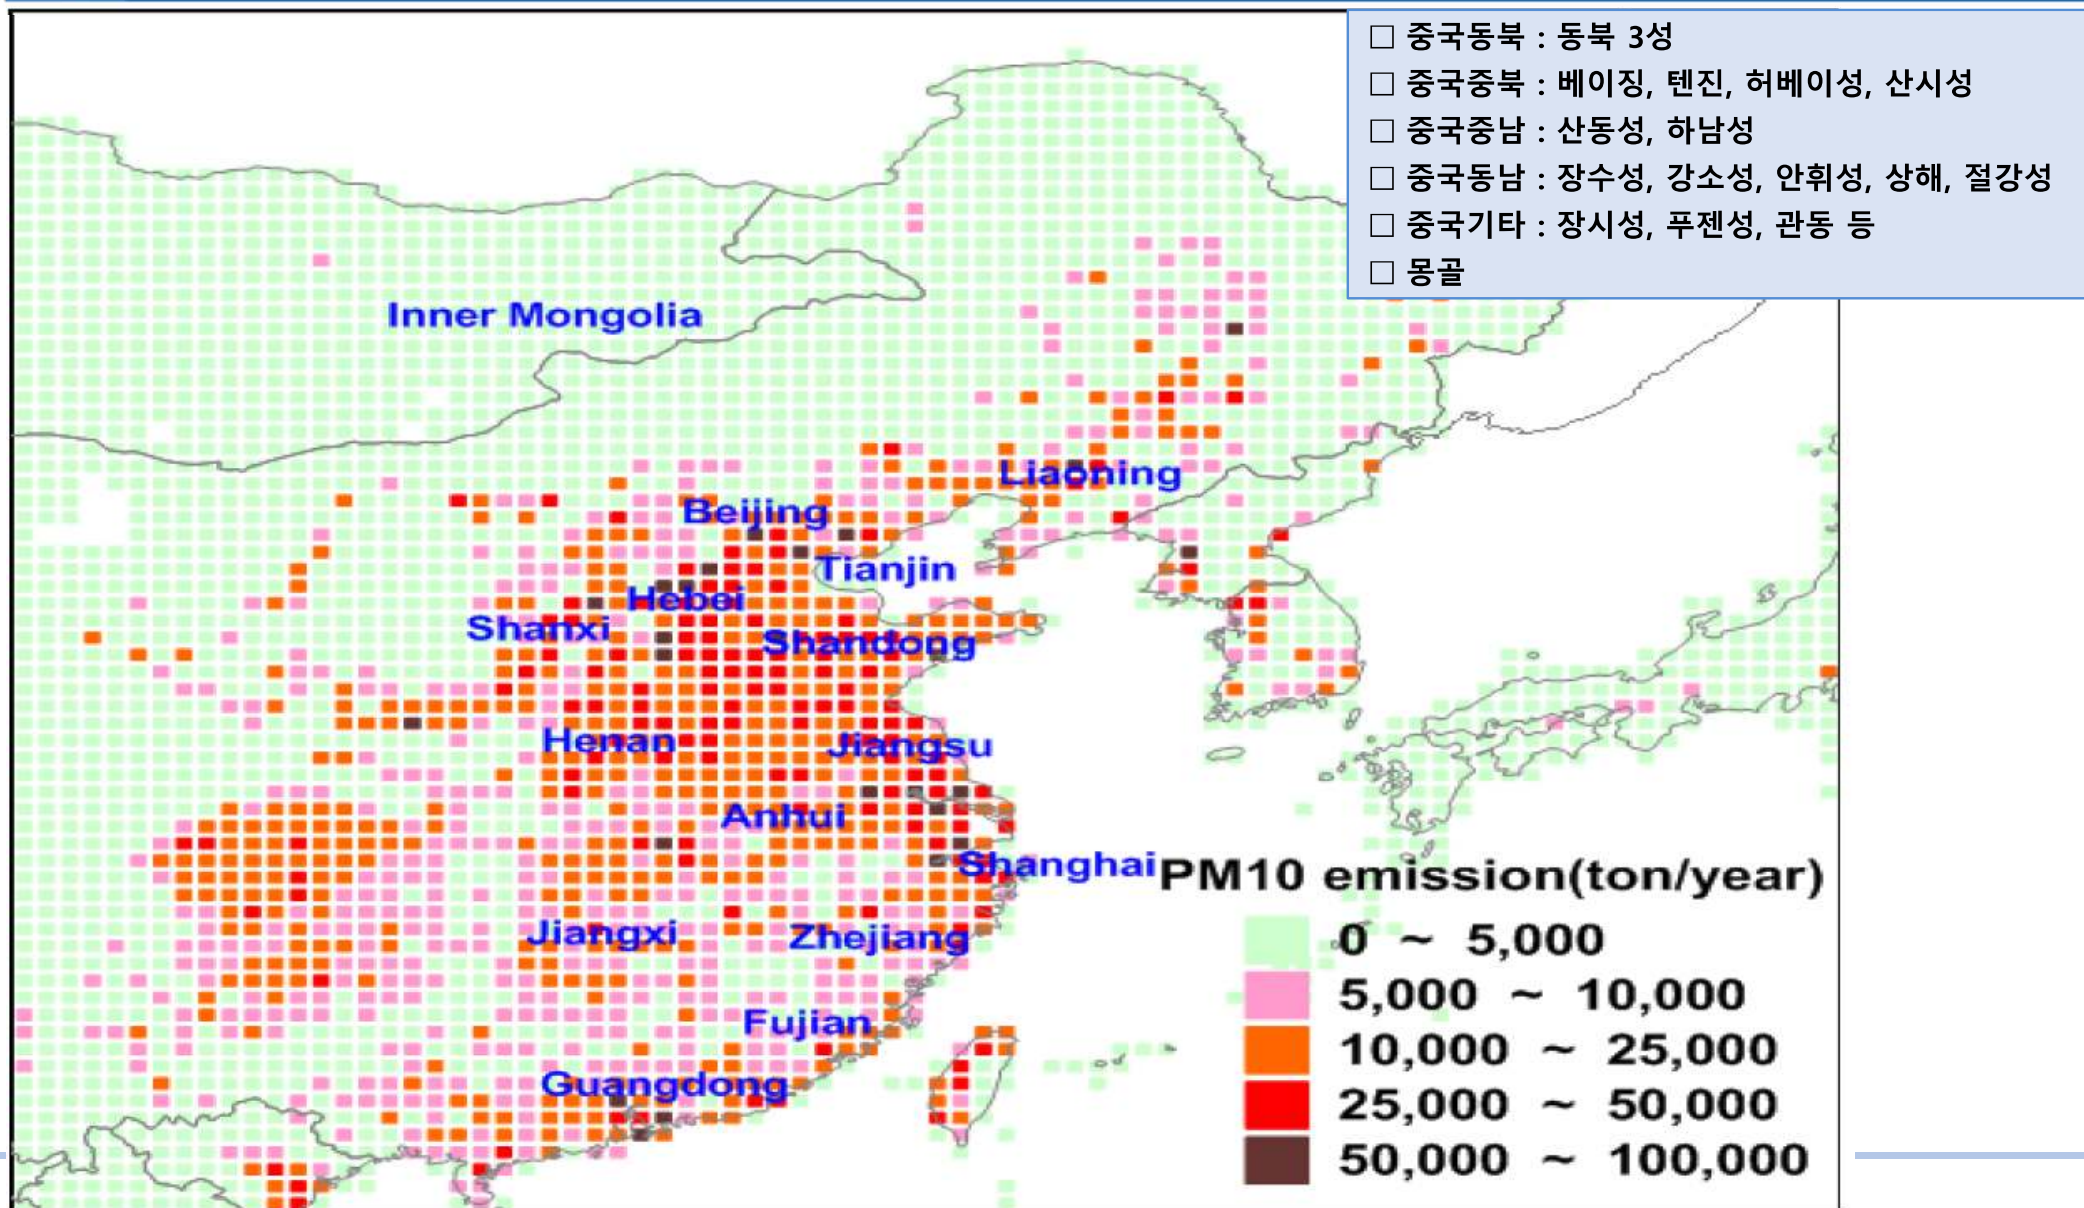 □ 중국동북 : 동북 3성
□ 중국중북 : 베이징, 텐진, 허베이성, 산시성
□ 중국중남 : 산동성, 하남성
□ 중국동남 : 장수성, 강소성, 안휘성, 상해, 절강성
□ 중국기타 : 장시성, 푸젠성, 관동 등
□ 몽골
Inner Mongolia
Liaoning
Beijing
Tianjin
Hebei
Shanxi
Shandong
Henan
Jiangsu
Anhui
Shanghai
PM10 emission(ton/year)
Jiangxi
Zhejiang
Fujian
Guangdong
0 ~ 5,000
5,000 ~ 10,000
10,000 ~ 25,000
25,000 ~ 50,000
50,000 ~ 100,000